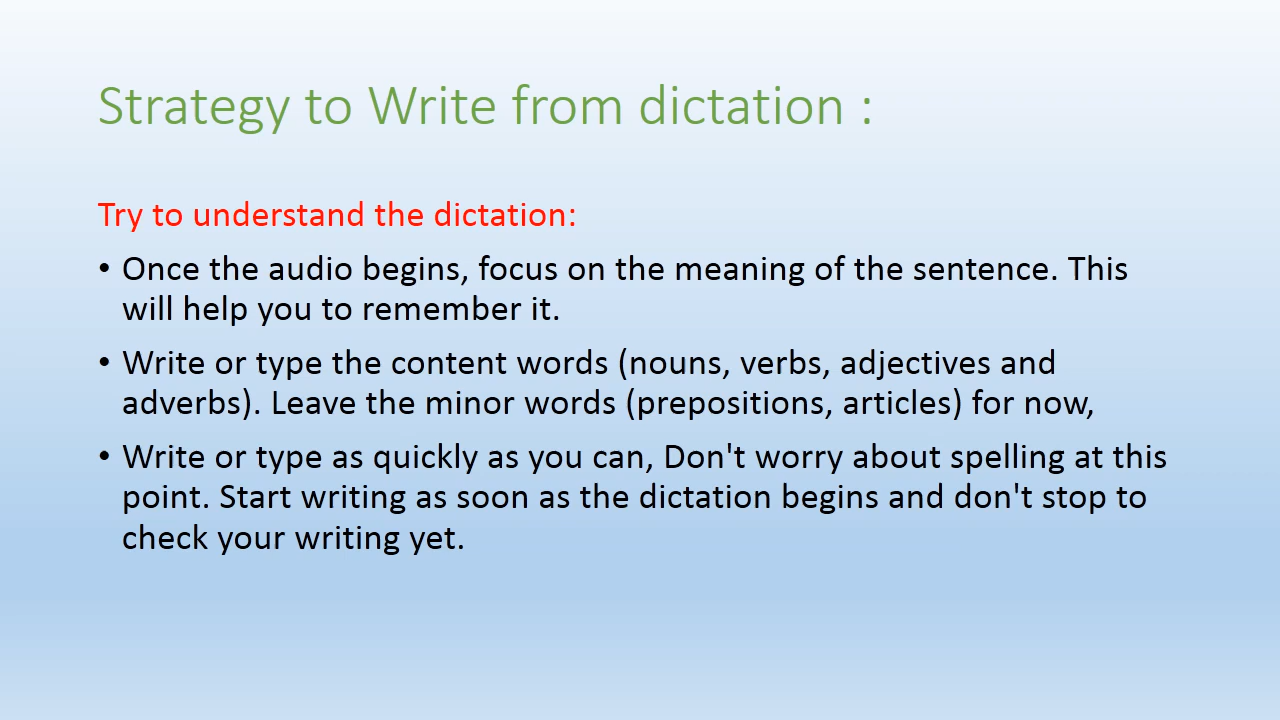 Strategy to Write from dictation :
Try to understand the dictation:
• Once the audio begins, focus on the meaning of the sentence. This
will help you to remember it.
• Write or type the content words (nouns, verbs, adjectives and
adverbs). Leave the minor words (prepositions, articles) for now,
• Write or type as quickly as you can, Don't worry about spelling at this
point. Start writing as soon as the dictation begins and don't stop to
check your writing yet.